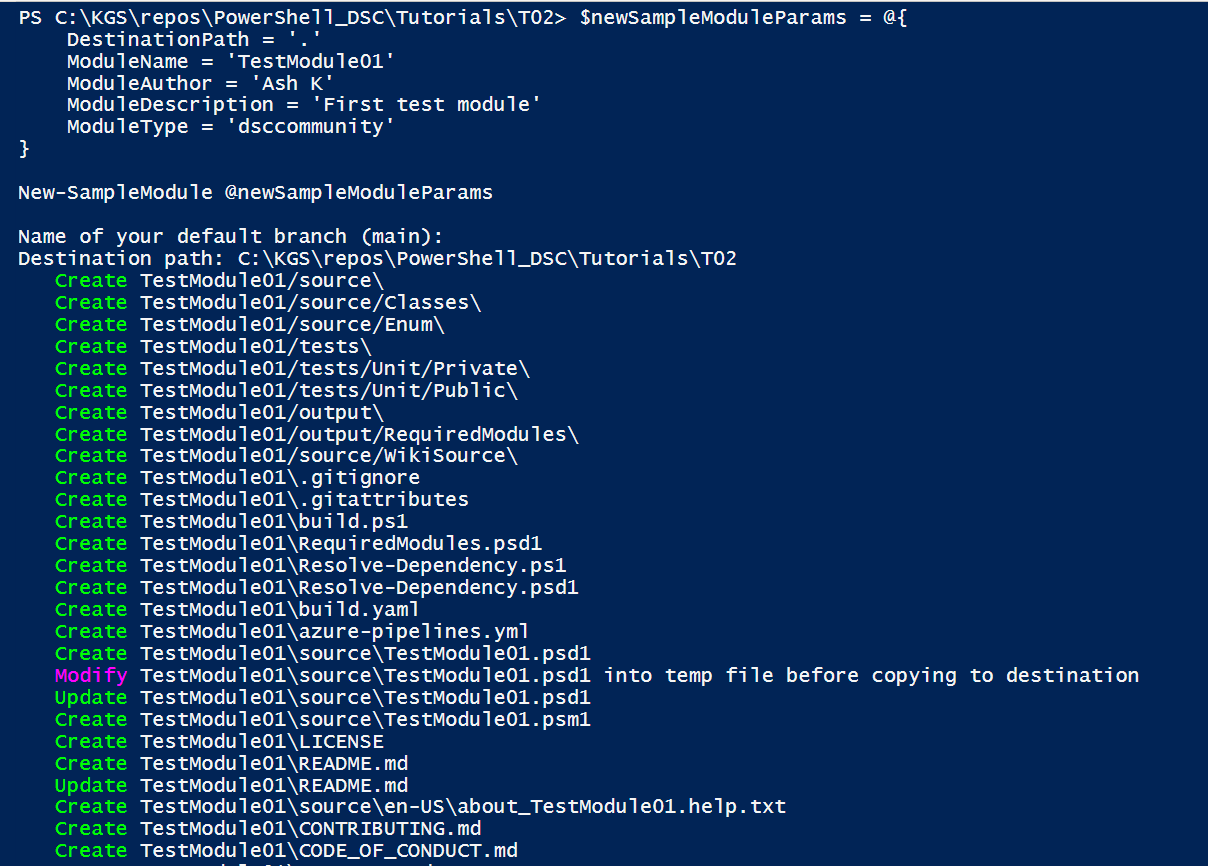 PS C:\KGS\repos\PowerShell_DSC\Tutorials\T02> $newSampleModuleParams = @{
    DestinationPath = '.'
    ModuleName = 'TestModule01'
    ModuleAuthor = 'Ash K'
    ModuleDescription = 'First test module'
    ModuleType = 'dsccommunity'
}

New-SampleModule @newSampleModuleParams

Name of your default branch (main):
Destination path: C:\KGS\repos\PowerShell_DSC\Tutorials\T02
   Create TestModule01/source\
   Create TestModule01/source/Classes\
   Create TestModule01/source/Enum\
   Create TestModule01/tests\
   Create TestModule01/tests/Unit/Private\
   Create TestModule01/tests/Unit/Public\
   Create TestModule01/output\
   Create TestModule01/output/RequiredModules\
   Create TestModule01/source/WikiSource\
   Create TestModule01\.gitignore
   Create TestModule01\.gitattributes
   Create TestModule01\build.ps1
   Create TestModule01\RequiredModules.psd1
   Create TestModule01\Resolve-Dependency.ps1
   Create TestModule01\Resolve-Dependency.psd1
   Create TestModule01\build.yaml
   Create TestModule01\azure-pipelines.yml
   Create TestModule01\source\TestModule01.psd1
   Modify TestModule01\source\TestModule01.psd1 into temp file before copying to destination
   Update TestModule01\source\TestModule01.psd1
   Create TestModule01\source\TestModule01.psm1
   Create TestModule01\LICENSE
   Create TestModule01\README.md
   Update TestModule01\README.md
   Create TestModule01\source\en-US\about_TestModule01.help.txt
   Create TestModule01\CONTRIBUTING.md
   Create TestModule01\CODE_OF_CONDUCT.md